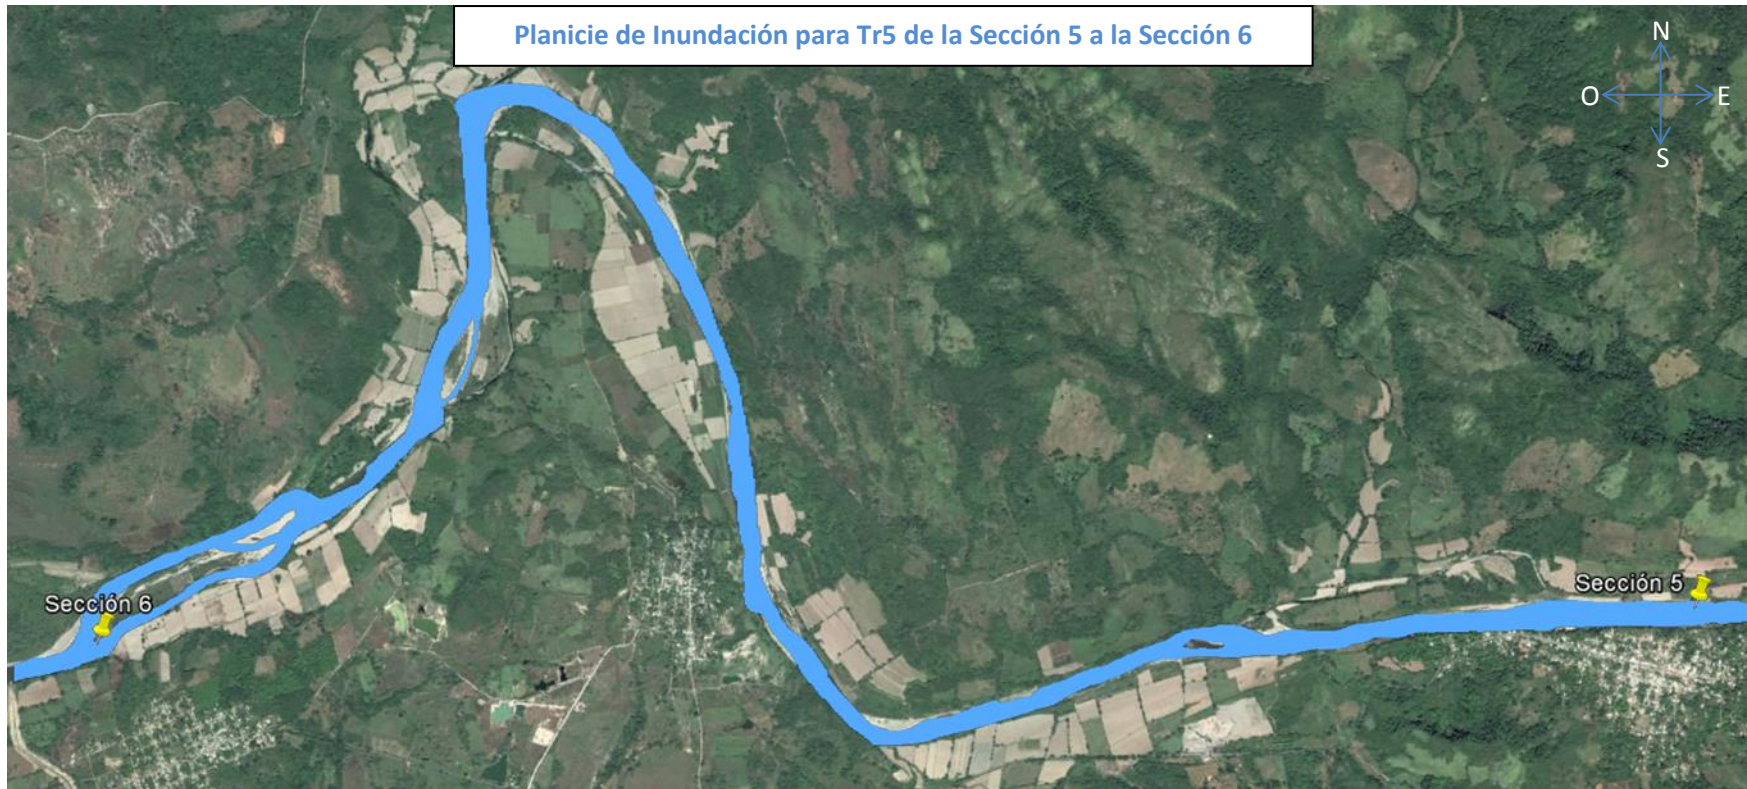 Planicie de Inundación para Tr5 de la Sección 5 a la Sección 6
N
O E
S
Sección 5
Sección 6